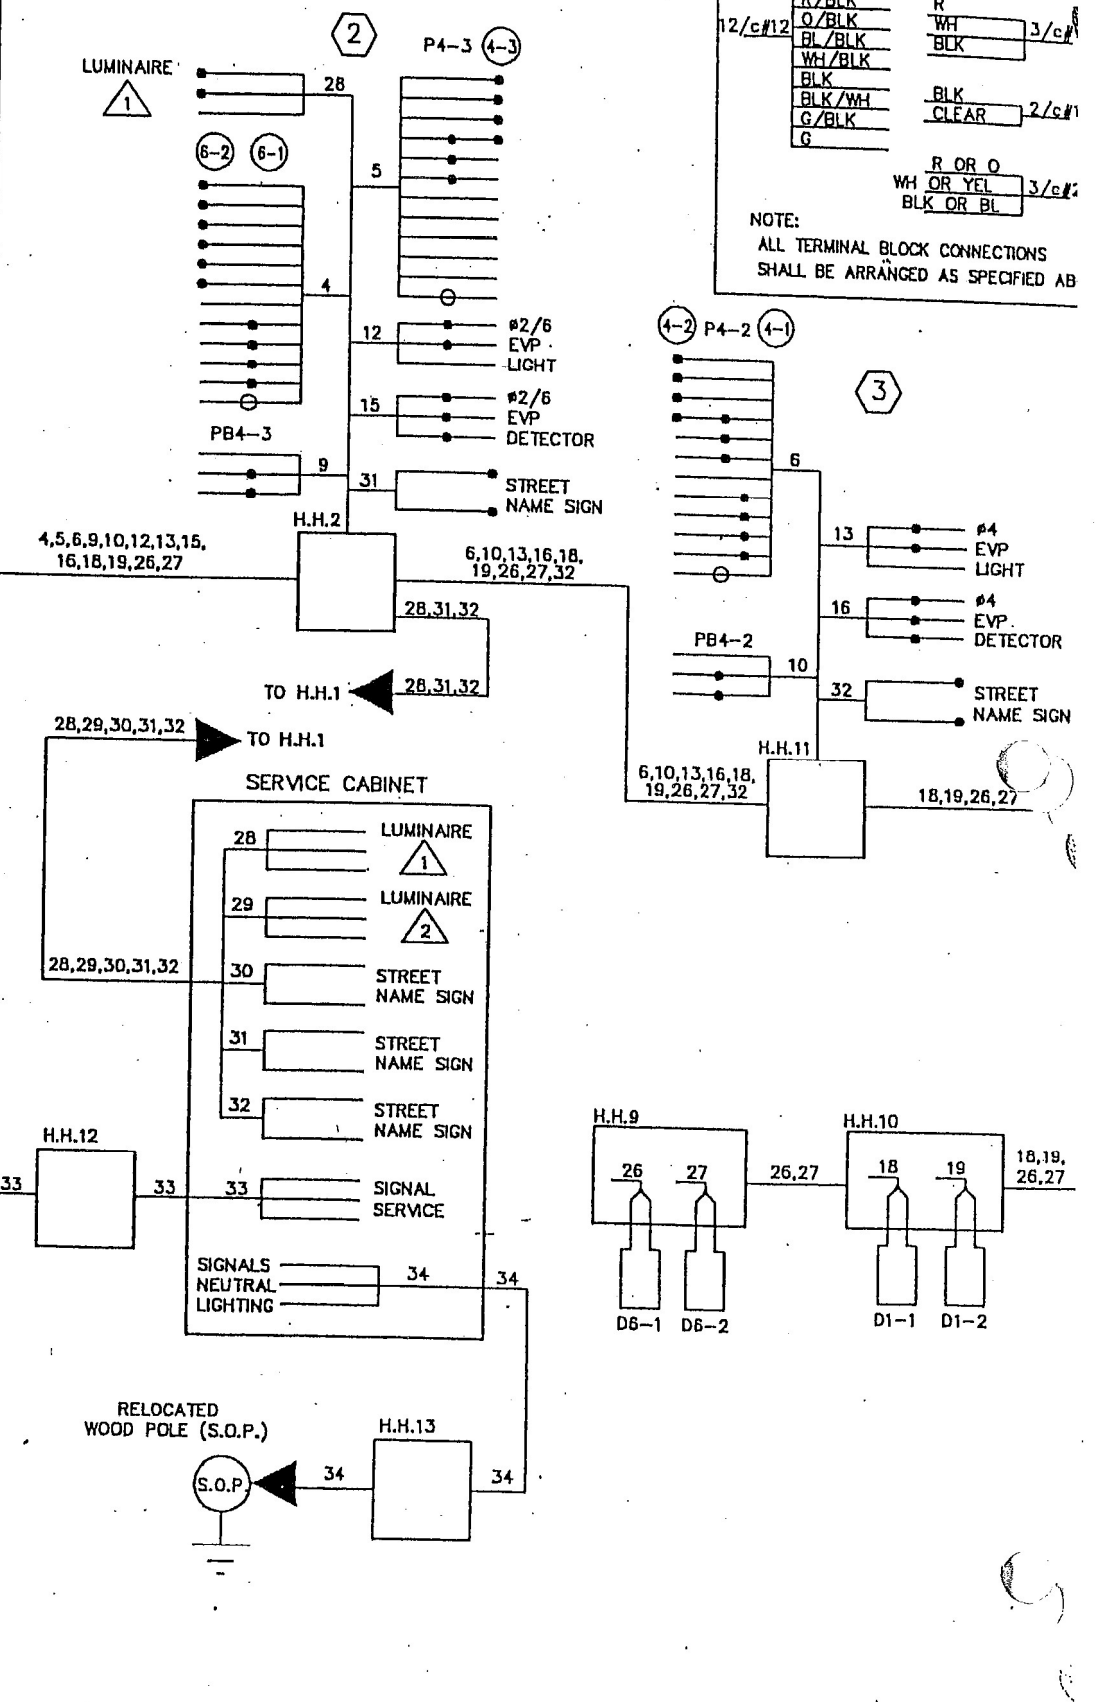 2
P4-3
4-3
LUMINAIRE
1
28
6-2
6-1
5
4
12
ø2/6
EVP
LIGHT
15
ø2/6
EVP
DETECTOR
PB4-3
9
31
STREET
NAME SIGN
H.H.2
4,5,6,9,10,12,13,15,
16,18,19,26,27
6,10,13,16,18,
19,26,27,32
28,31,32
TO H.H.1
28,31,32
12/c#12
O/BLK
BL/BLK
WH/BLK
BLK
BLK/WH
G/BLK
G
R
WH
BLK
BLK
CLEAR
R OR O
WH OR YEL
BLK OR BL
NOTE:
ALL TERMINAL BLOCK CONNECTIONS
SHALL BE ARRANGED AS SPECIFIED AB
4-2
P4-2
4-1
3
6
13
ø4
EVP
LIGHT
16
ø4
EVP.
DETECTOR
PB4-2
10
32
STREET
NAME SIGN
H.H.11
6,10,13,16,18,
19,26,27,32
18,19,26,27
28,29,30,31,32
TO H.H.1
SERVICE CABINET
28
LUMINAIRE
1
29
LUMINAIRE
2
28,29,30,31,32
30
STREET
NAME SIGN
31
STREET
NAME SIGN
32
STREET
NAME SIGN
H.H.12
33
33
33
SIGNAL
SERVICE
SIGNALS
NEUTRAL
LIGHTING
34
34
H.H.9
26
27
26,27
D6-1
D6-2
H.H.10
18
19
18,19,
26,27
D1-1
D1-2
RELOCATED
WOOD POLE (S.O.P.)
H.H.13
S.O.P.
34
34